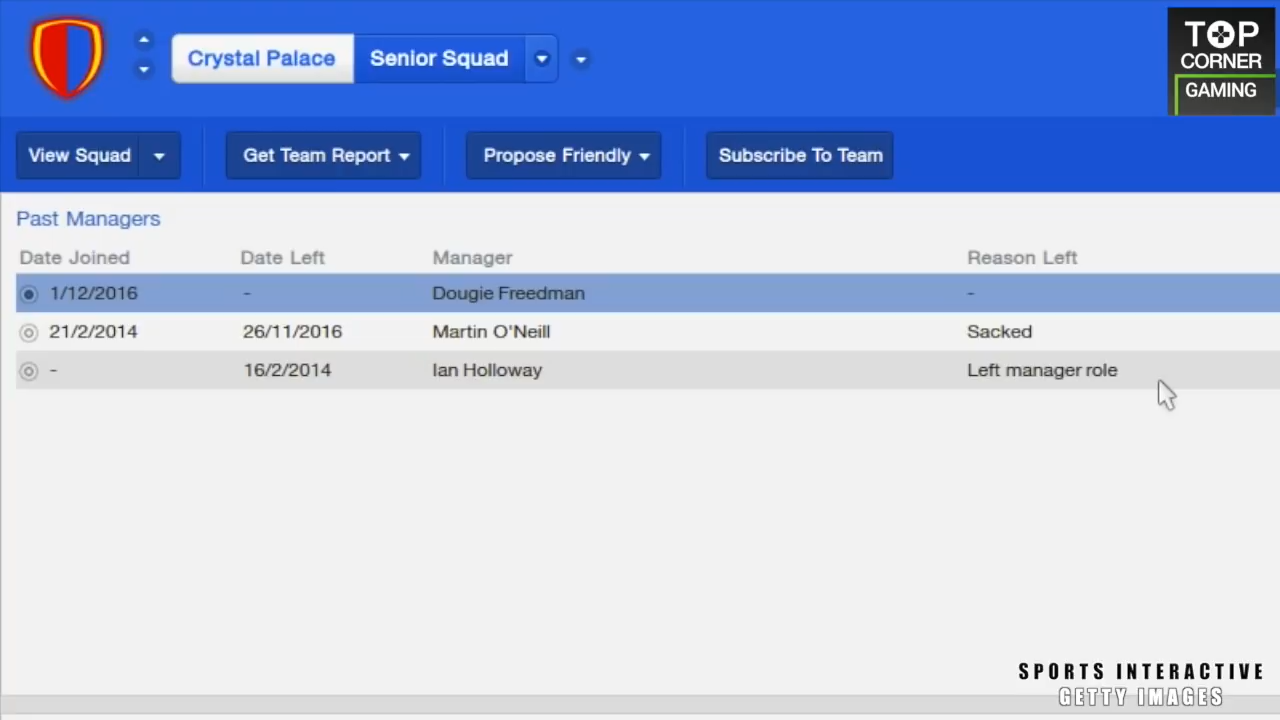 Crystal Palace Senior Squad
TOP
CORNER
GAMING
View Squad Get Team Report Propose Friendly Subscribe To Team
Past Managers
Date Joined Date Left Manager Reason Left
1/12/2016 - Dougie Freedman -
21/2/2014 26/11/2016 Martin O'Neill Sacked
- 16/2/2014 Ian Holloway Left manager role
SPORTS INTERACTIVE
GETTY IMAGES